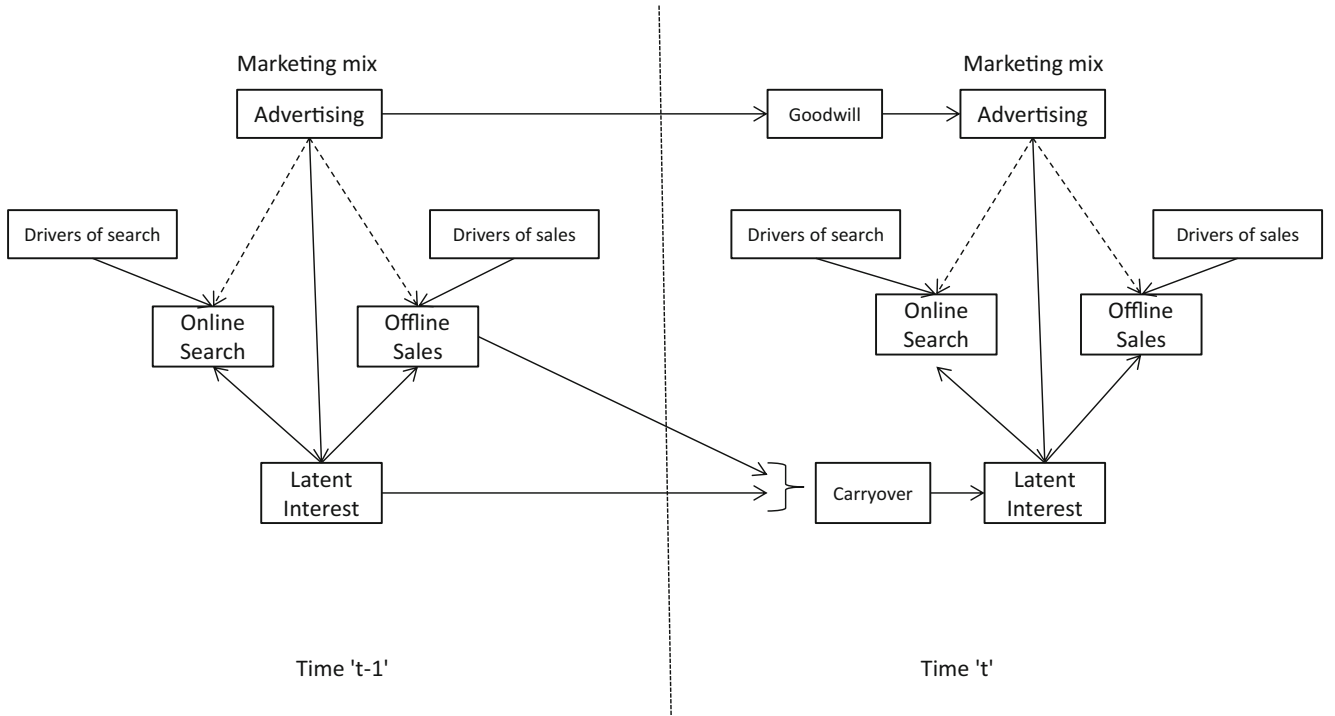 Marketing mix
Marketing mix
Advertising
Goodwill
Advertising
Drivers of search
Drivers of sales
Drivers of search
Drivers of sales
Online
Search
Offline
Sales
Online
Search
Offline
Sales
Latent
Interest
Carryover
Latent
Interest
Time 't-1'
Time 't'